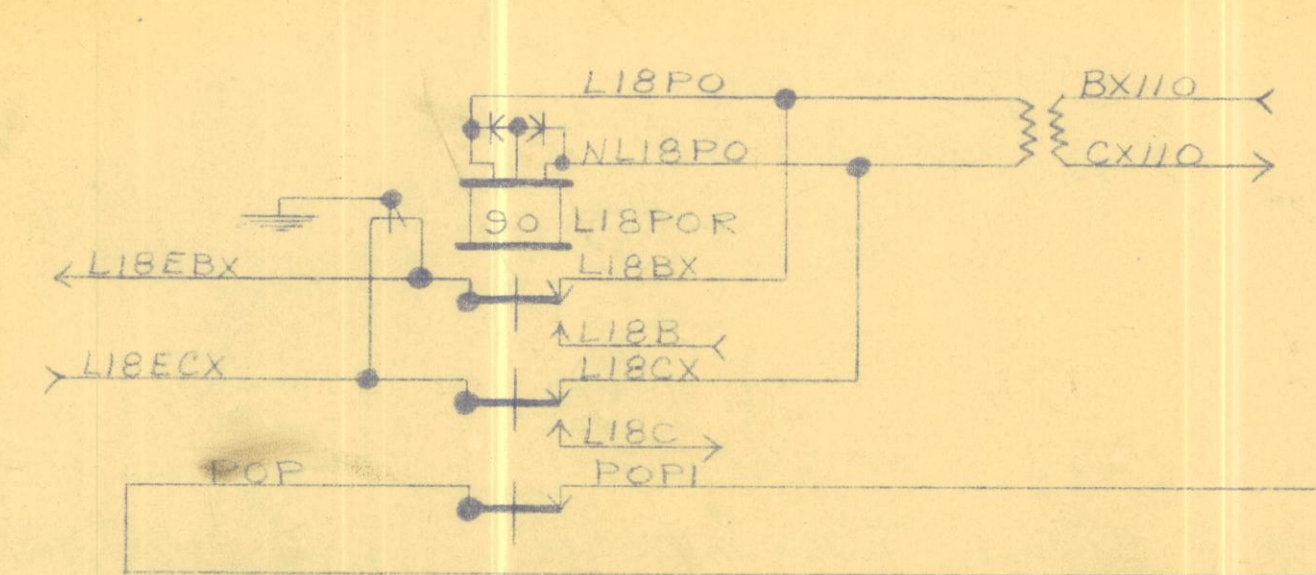 L18PO
BX110
NL18PO
CX110
90
L18POR
L18EBX
L18BX
L18B
L18ECX
L18CX
L18C
POP
POP1